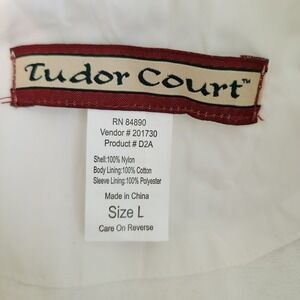 Tudor Court™
RN 84890
Vendor # 201730
Product # D2A
Shell:100% Nylon
Body Lining:100% Cotton
Sleeve Lining:100% Polyester
Made in China
Size L
Care On Reverse